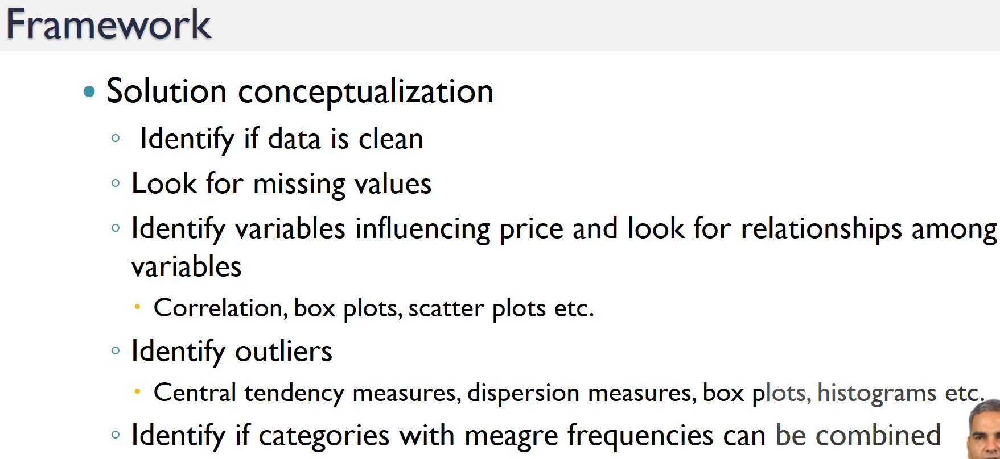 Framework
Solution conceptualization
Identify if data is clean
Look for missing values
Identify variables influencing price and look for relationships among
variables
Correlation, box plots, scatter plots etc.
Identify outliers
Central tendency measures, dispersion measures, box plots, histograms etc.
Identify if categories with meagre frequencies can be combined